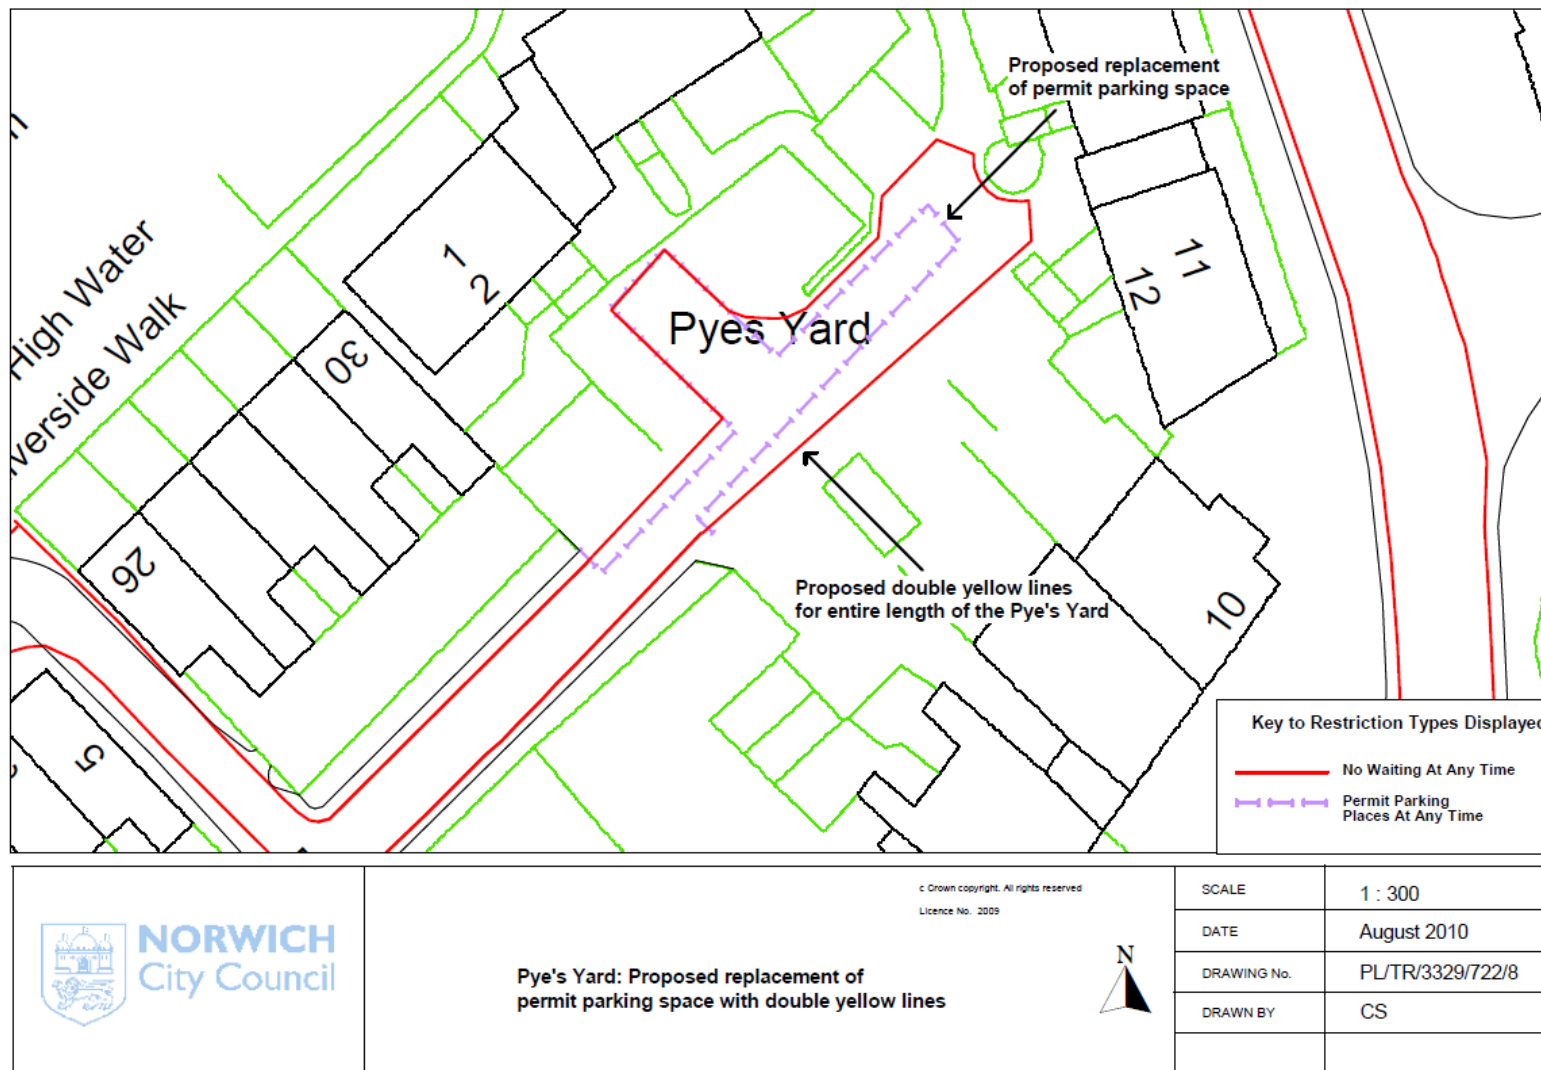 Proposed replacement
of permit parking space
High Water
Riverside Walk
1
2
30
26
5
Pyes Yard
11
12
10
Proposed double yellow lines
for entire length of the Pye's Yard
Key to Restriction Types Displayed
No Waiting At Any Time
Permit Parking
Places At Any Time
NORWICH
City Council
c Crown copyright. All rights reserved
Licence No. 2009
Pye's Yard: Proposed replacement of
permit parking space with double yellow lines
N
SCALE 1 : 300
DATE August 2010
DRAWING No. PL/TR/3329/722/8
DRAWN BY CS